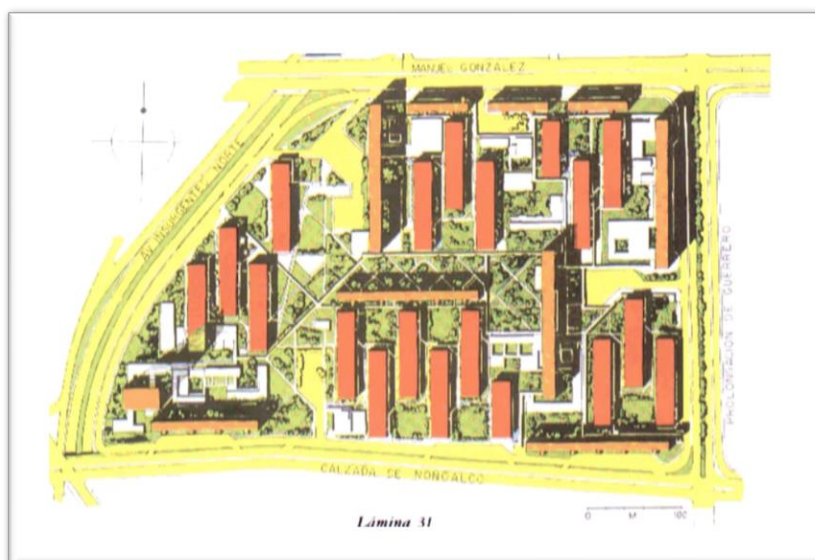 MANUEL GONZALEZ
AV. INSURGENTES NORTE
PROLONGACION DE GUERRERO
CALZADA DE NONOALCO
Lámina 31
0 M 100